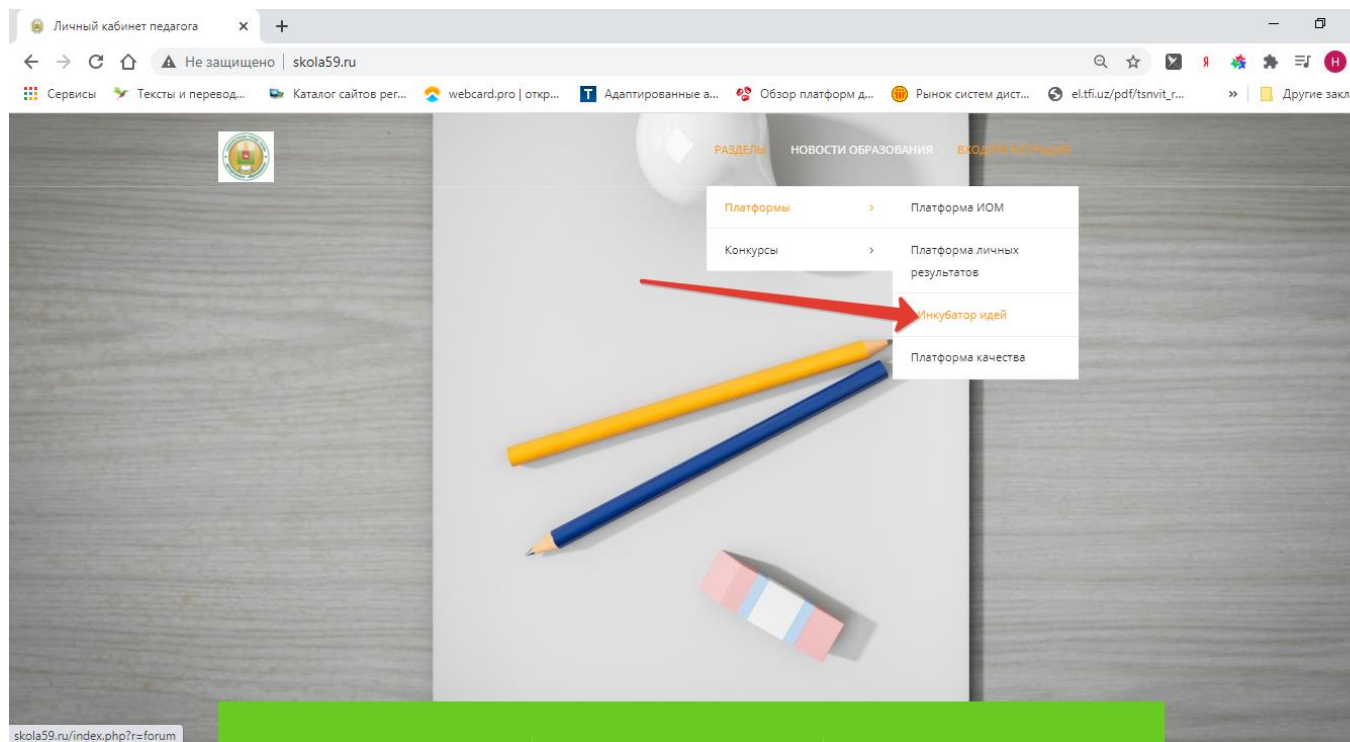 Личный кабинет педагога
Не защищено | skola59.ru
Я
H
Сервисы Тексты и перевод... Каталог сайтов рег... webcard.pro | откр... T Адаптированные а... Обзор платформ д... Рынок систем дист... el.tfi.uz/pdf/tsnvit_r... » Другие закл
РАЗДЕЛЫ НОВОСТИ ОБРАЗОВАНИЯ
Платформы > Платформа ИОМ
Конкурсы > Платформа личных
результатов
Инкубатор идей
Платформа качества
skola59.ru/index.php?r=forum